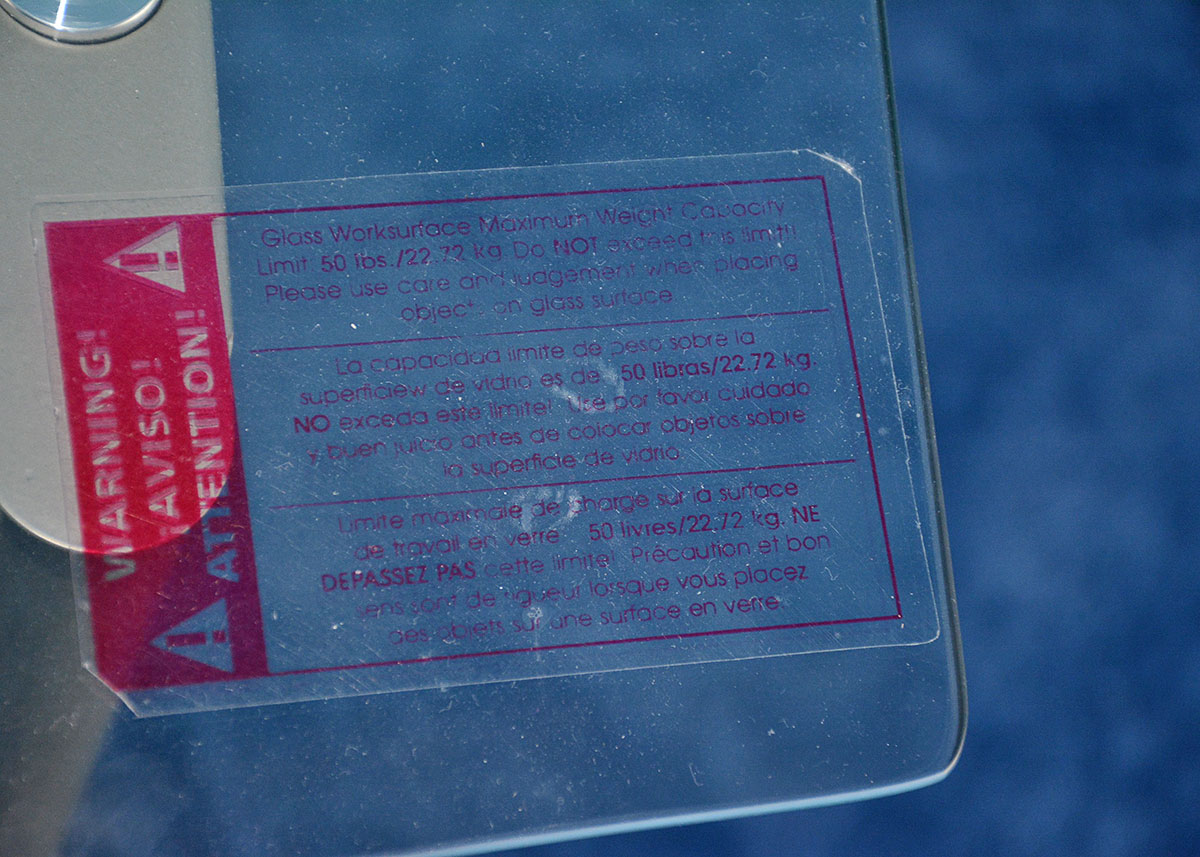 WARNING!
¡AVISO!
ATTENTION!
Glass Worksurface Maximum Weight Capacity
Limit: 50 lbs./22.72 kg. Do NOT exceed this limit!
Please use care and judgement when placing
objects on glass surface.
La capacidad limite de peso sobre la
superficiew de vidrio es de 50 libras/22.72 kg.
NO exceda este limite! Use por favor cuidado
y buen juicio antes de colocar objetos sobre
la superficie de vidrio.
Limite maximale de charge sur la surface
de travail en verre: 50 livres/22.72 kg. NE
DEPASSEZ PAS cette limite! Précaution et bon
sens sont de rigueur lorsque vous placez
des objets sur une surface en verre.